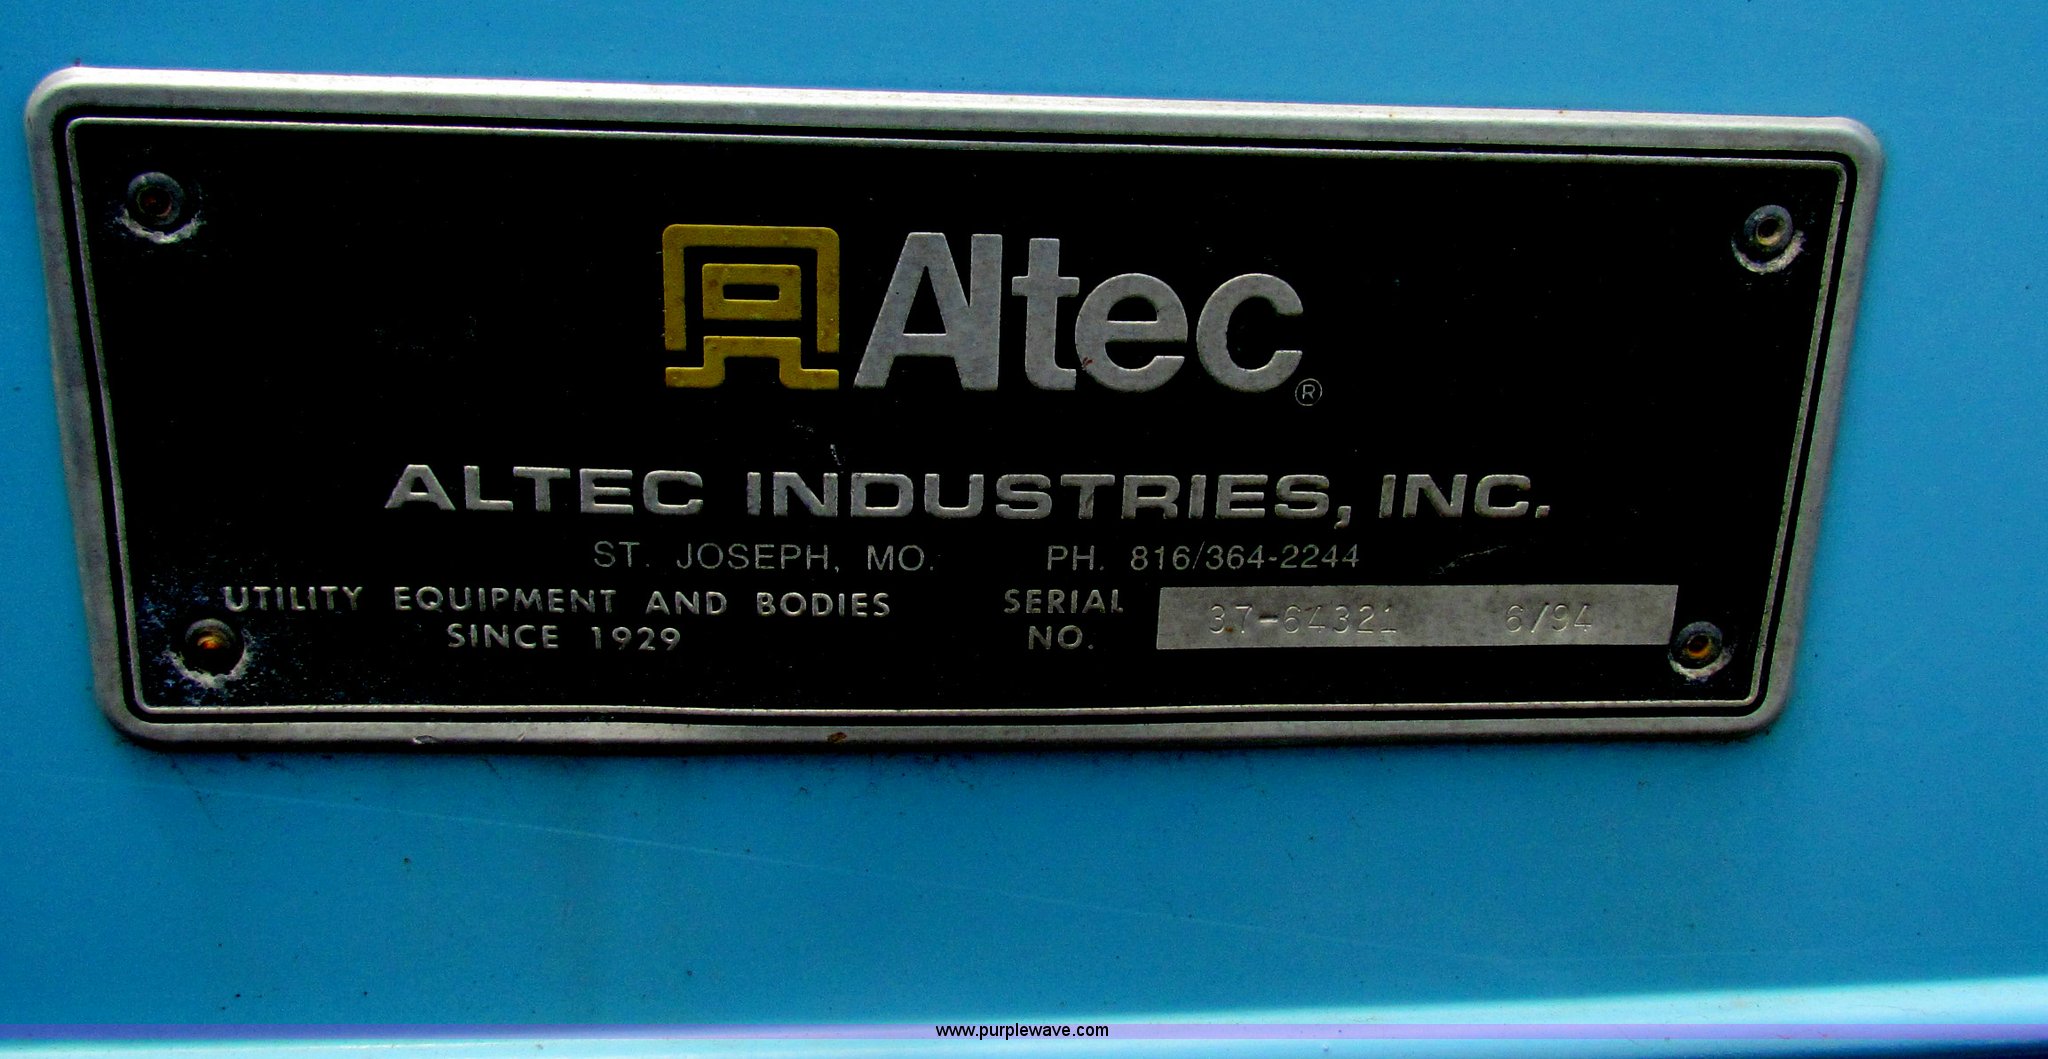 Altec®
ALTEC INDUSTRIES, INC.
ST. JOSEPH, MO. PH. 816/364-2244
UTILITY EQUIPMENT AND BODIES
SINCE 1929
SERIAL NO. 37-64321 6/94
www.purplewave.com